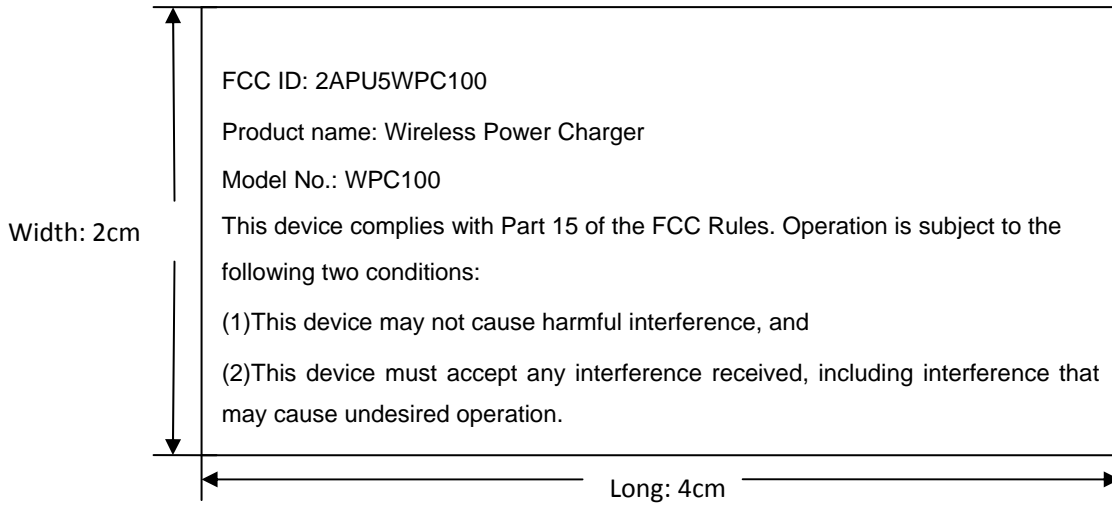 FCC ID: 2APU5WPC100
Product name: Wireless Power Charger
Model No.: WPC100
Width: 2cm
This device complies with Part 15 of the FCC Rules. Operation is subject to the
following two conditions:
(1)This device may not cause harmful interference, and
(2)This device must accept any interference received, including interference that
may cause undesired operation.
Long: 4cm